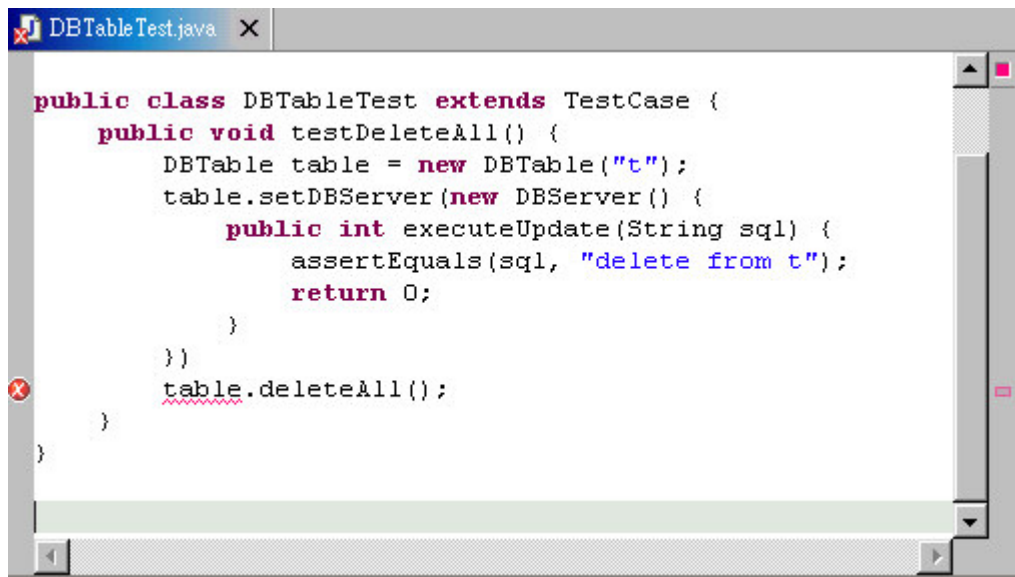 DBTableTest.java
public class DBTableTest extends TestCase {
    public void testDeleteAll() {
        DBTable table = new DBTable("t");
        table.setDBServer(new DBServer() {
            public int executeUpdate(String sql) {
                assertEquals(sql, "delete from t");
                return 0;
            }
        })
        table.deleteAll();
    }
}